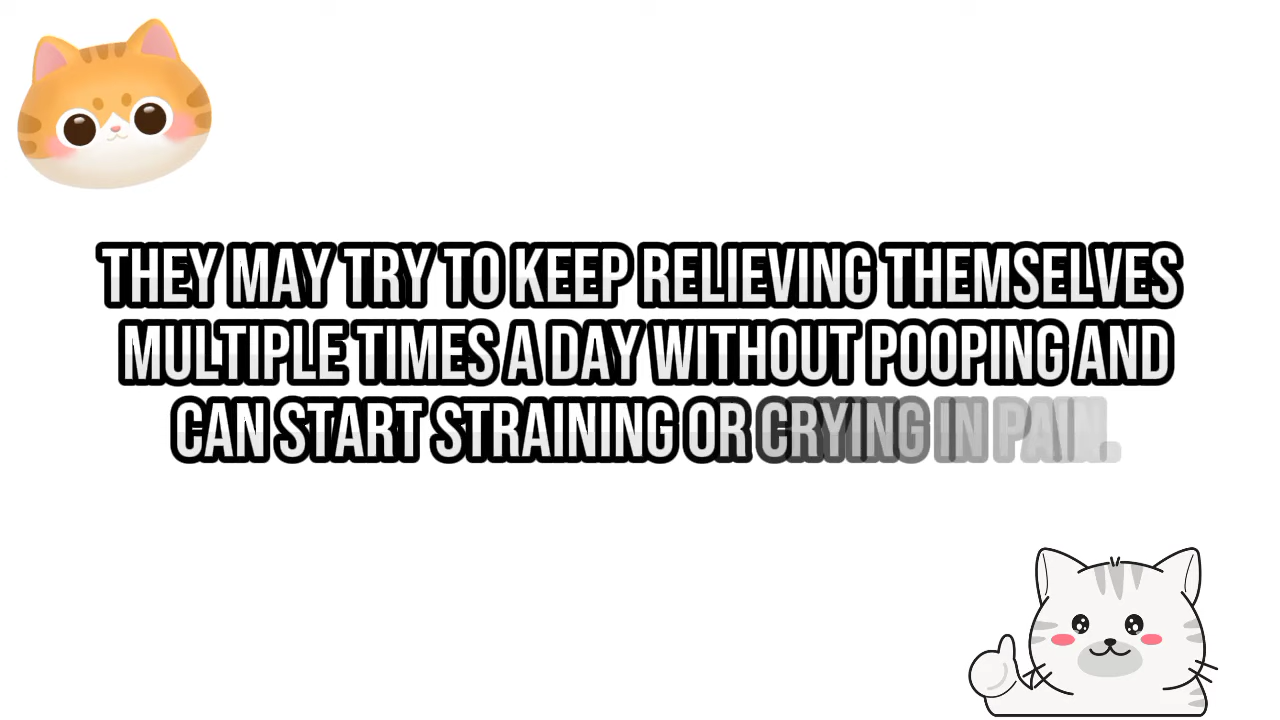 THEY MAY TRY TO KEEP RELIEVING THEMSELVES
MULTIPLE TIMES A DAY WITHOUT POOPING AND
CAN START STRAINING OR CRYING IN PAIN.